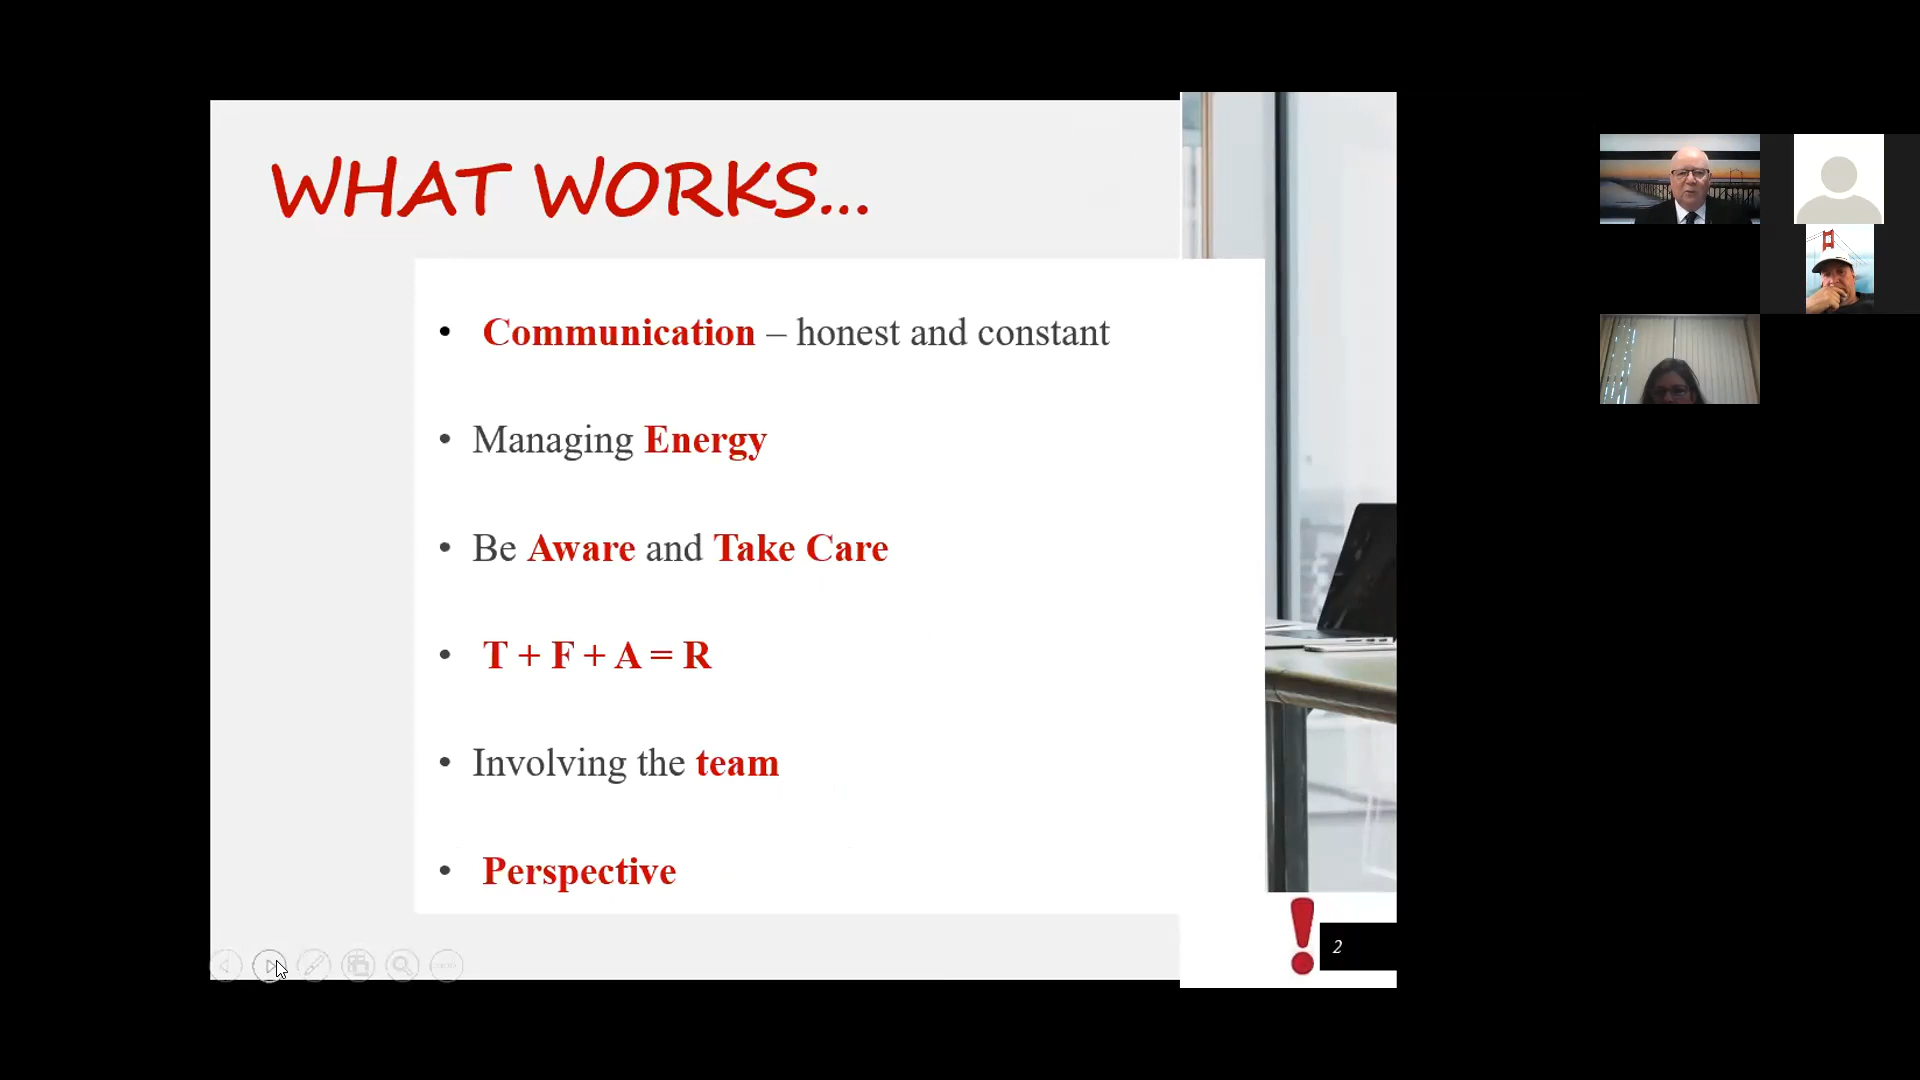 WHAT WORKS...
• Communication – honest and constant
• Managing Energy
• Be Aware and Take Care
• T + F + A = R
• Involving the team
• Perspective
2